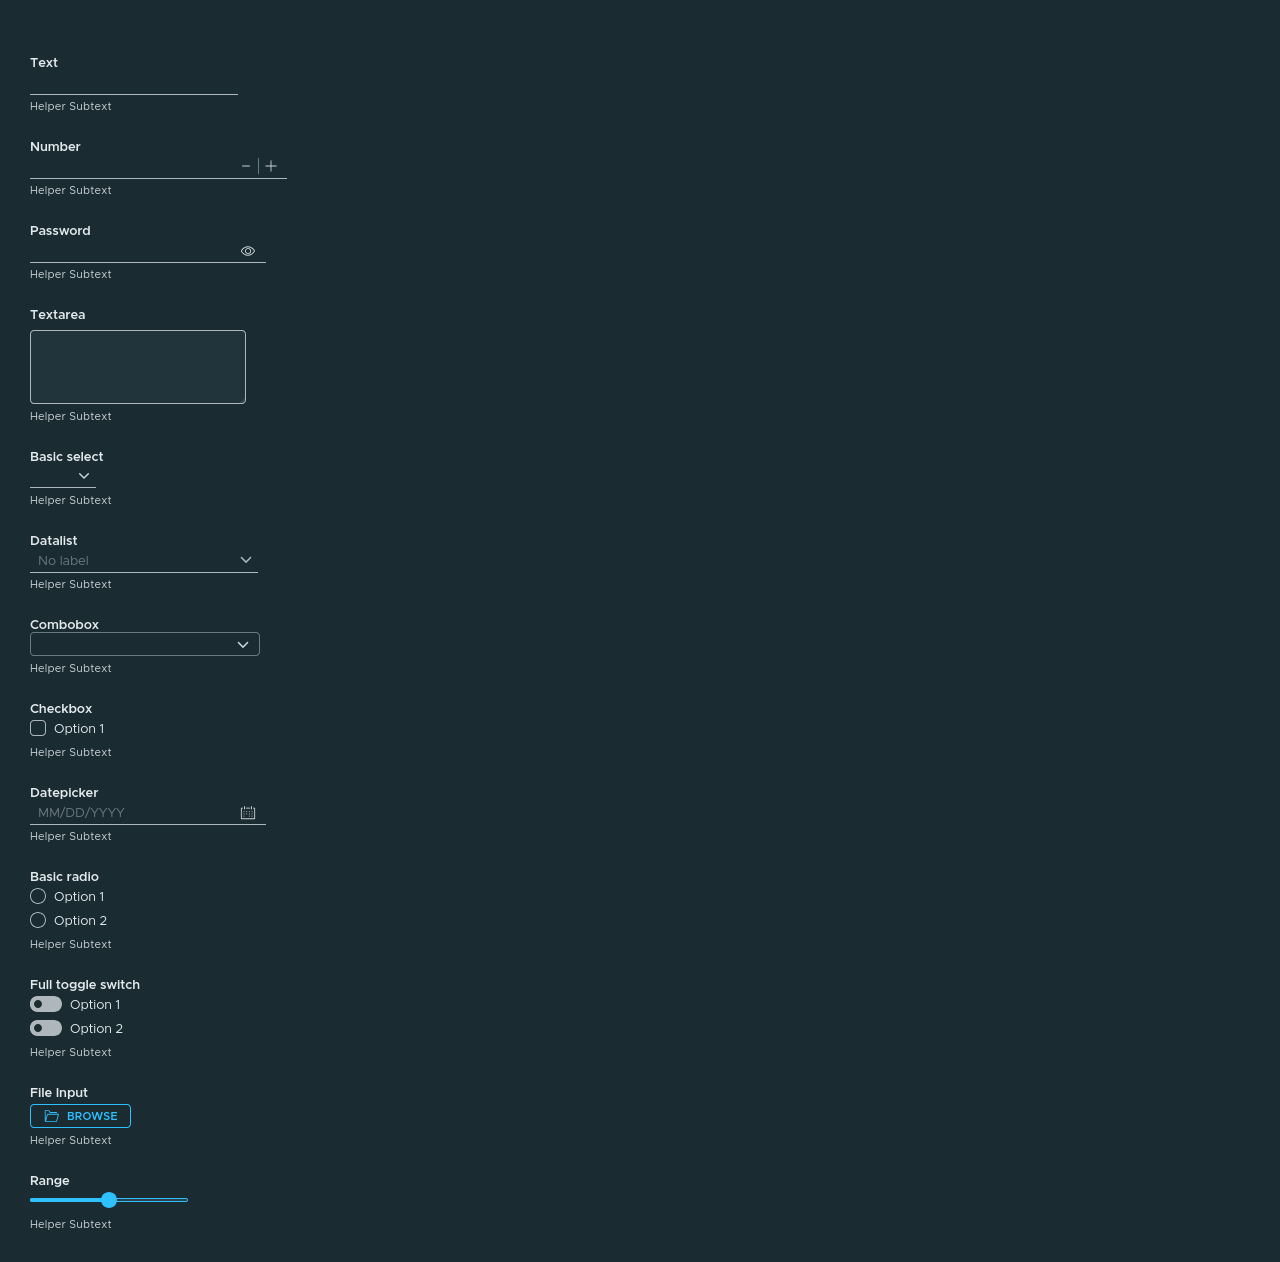 Text
Helper Subtext
Number
Helper Subtext
Password
Helper Subtext
Textarea
Helper Subtext
Basic select
Helper Subtext
Datalist
No label
Helper Subtext
Combobox
Helper Subtext
Checkbox
Option 1
Helper Subtext
Datepicker
MM/DD/YYYY
Helper Subtext
Basic radio
Option 1
Option 2
Helper Subtext
Full toggle switch
Option 1
Option 2
Helper Subtext
File Input
BROWSE
Helper Subtext
Range
Helper Subtext